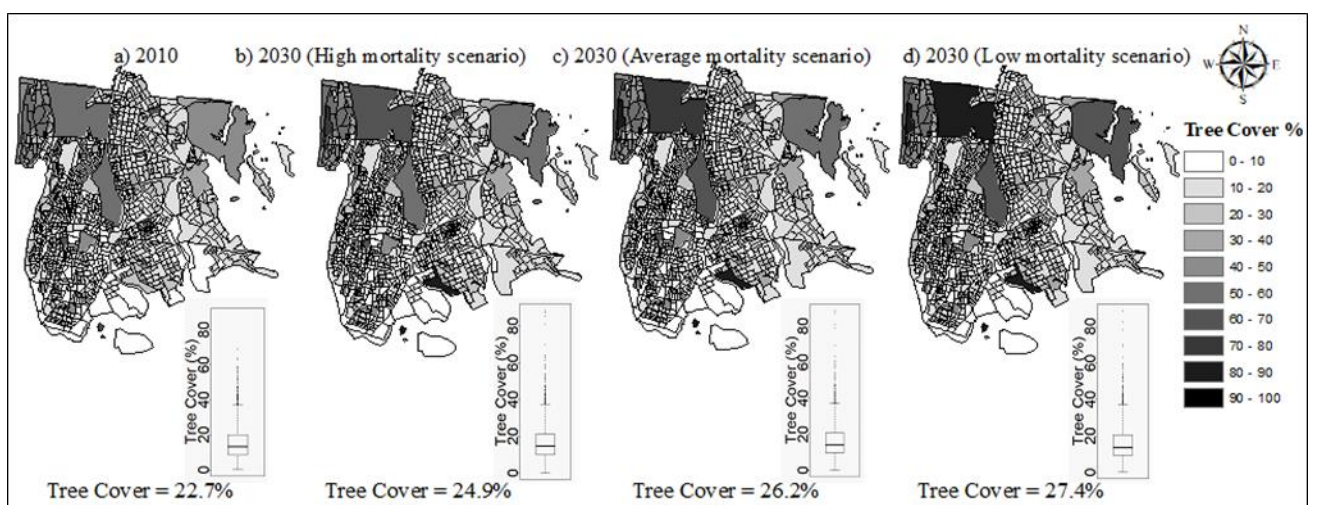 a) 2010
b) 2030 (High mortality scenario)
c) 2030 (Average mortality scenario)
d) 2030 (Low mortality scenario)
N
W
E
S
Tree Cover %
0 - 10
10 - 20
20 - 30
30 - 40
40 - 50
50 - 60
60 - 70
70 - 80
80 - 90
90 - 100
Tree Cover (%)
0 20 40 60 80
Tree Cover (%)
0 20 40 60 80
Tree Cover (%)
0 20 40 60 80
Tree Cover (%)
0 20 40 60 80
Tree Cover = 22.7%
Tree Cover = 24.9%
Tree Cover = 26.2%
Tree Cover = 27.4%